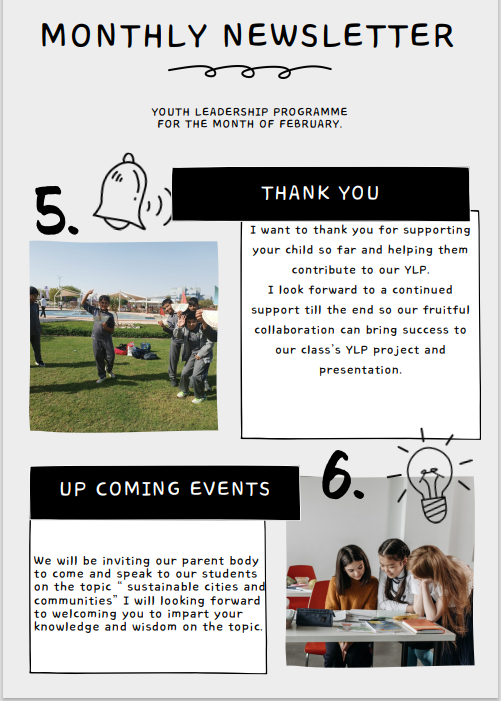 MONTHLY NEWSLETTER
YOUTH LEADERSHIP PROGRAMME
FOR THE MONTH OF FEBRUARY.
5.
THANK YOU
I want to thank you for supporting
your child so far and helping them
contribute to our YLP.
I look forward to a continued
support till the end so our fruitful
collaboration can bring success to
our class's YLP project and
presentation.
6.
UP COMING EVENTS
We will be inviting our parent body
to come and speak to our students
on the topic " sustainable cities and
communities" I will looking forward
to welcoming you to impart your
knowledge and wisdom on the topic.